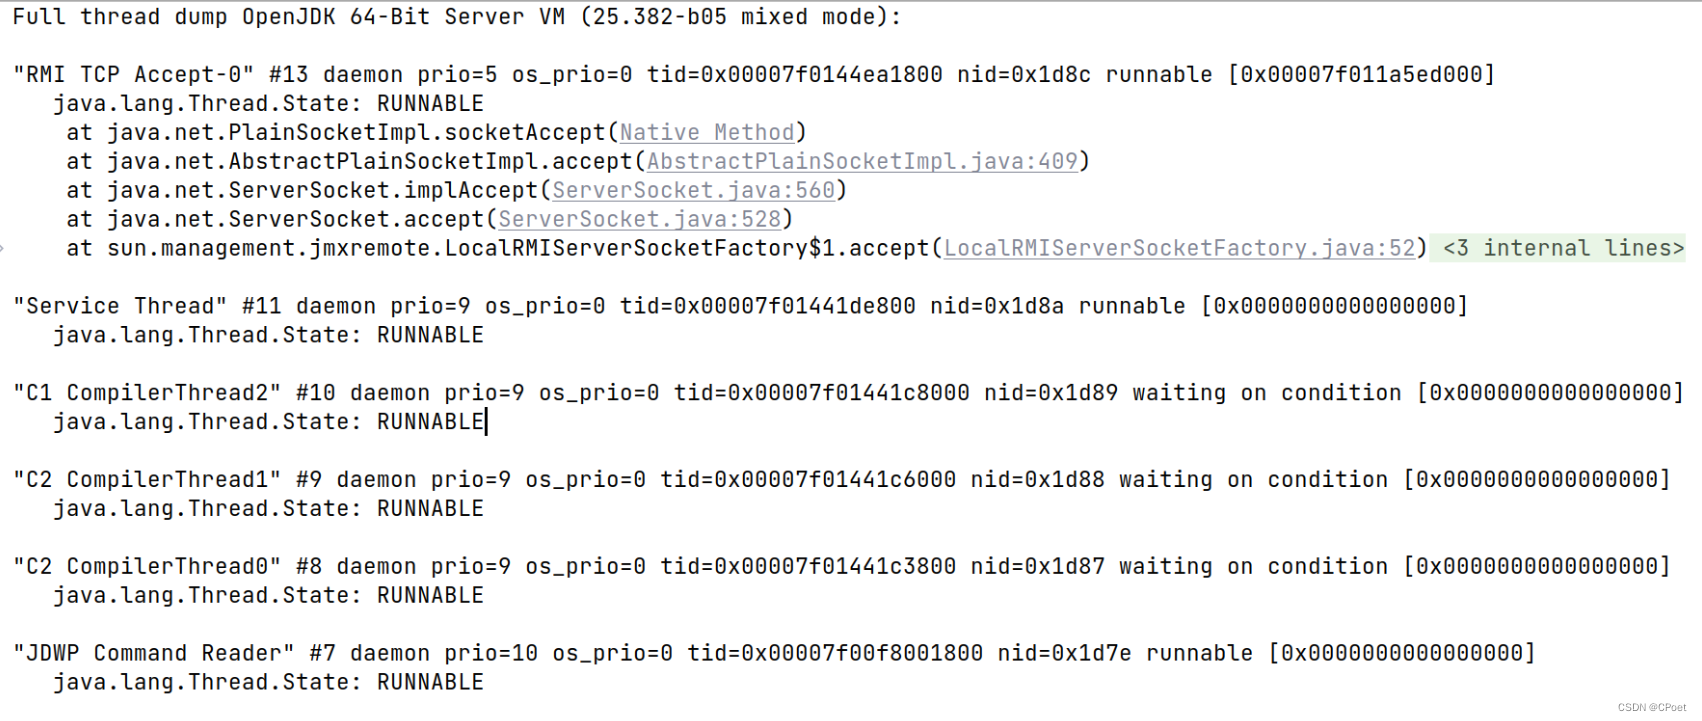 Full thread dump OpenJDK 64-Bit Server VM (25.382-b05 mixed mode):
"RMI TCP Accept-0" #13 daemon prio=5 os_prio=0 tid=0x00007f0144ea1800 nid=0x1d8c runnable [0x00007f011a5ed000]
java.lang.Thread.State: RUNNABLE
at java.net.PlainSocketImpl.socketAccept(Native Method)
at java.net.AbstractPlainSocketImpl.accept(AbstractPlainSocketImpl.java:409)
at java.net.ServerSocket.implAccept(ServerSocket.java:560)
at java.net.ServerSocket.accept(ServerSocket.java:528)
at sun.management.jmxremote.LocalRMIServerSocketFactory$1.accept(LocalRMIServerSocketFactory.java:52) <3 internal lines>
"Service Thread" #11 daemon prio=9 os_prio=0 tid=0x00007f01441de800 nid=0x1d8a runnable [0x0000000000000000]
java.lang.Thread.State: RUNNABLE
"C1 CompilerThread2" #10 daemon prio=9 os_prio=0 tid=0x00007f01441c8000 nid=0x1d89 waiting on condition [0x0000000000000000]
java.lang.Thread.State: RUNNABLE
"C2 CompilerThread1" #9 daemon prio=9 os_prio=0 tid=0x00007f01441c6000 nid=0x1d88 waiting on condition [0x0000000000000000]
java.lang.Thread.State: RUNNABLE
"C2 CompilerThread0" #8 daemon prio=9 os_prio=0 tid=0x00007f01441c3800 nid=0x1d87 waiting on condition [0x0000000000000000]
java.lang.Thread.State: RUNNABLE
"JDWP Command Reader" #7 daemon prio=10 os_prio=0 tid=0x00007f00f8001800 nid=0x1d7e runnable [0x0000000000000000]
java.lang.Thread.State: RUNNABLE
CSDN @CPoet